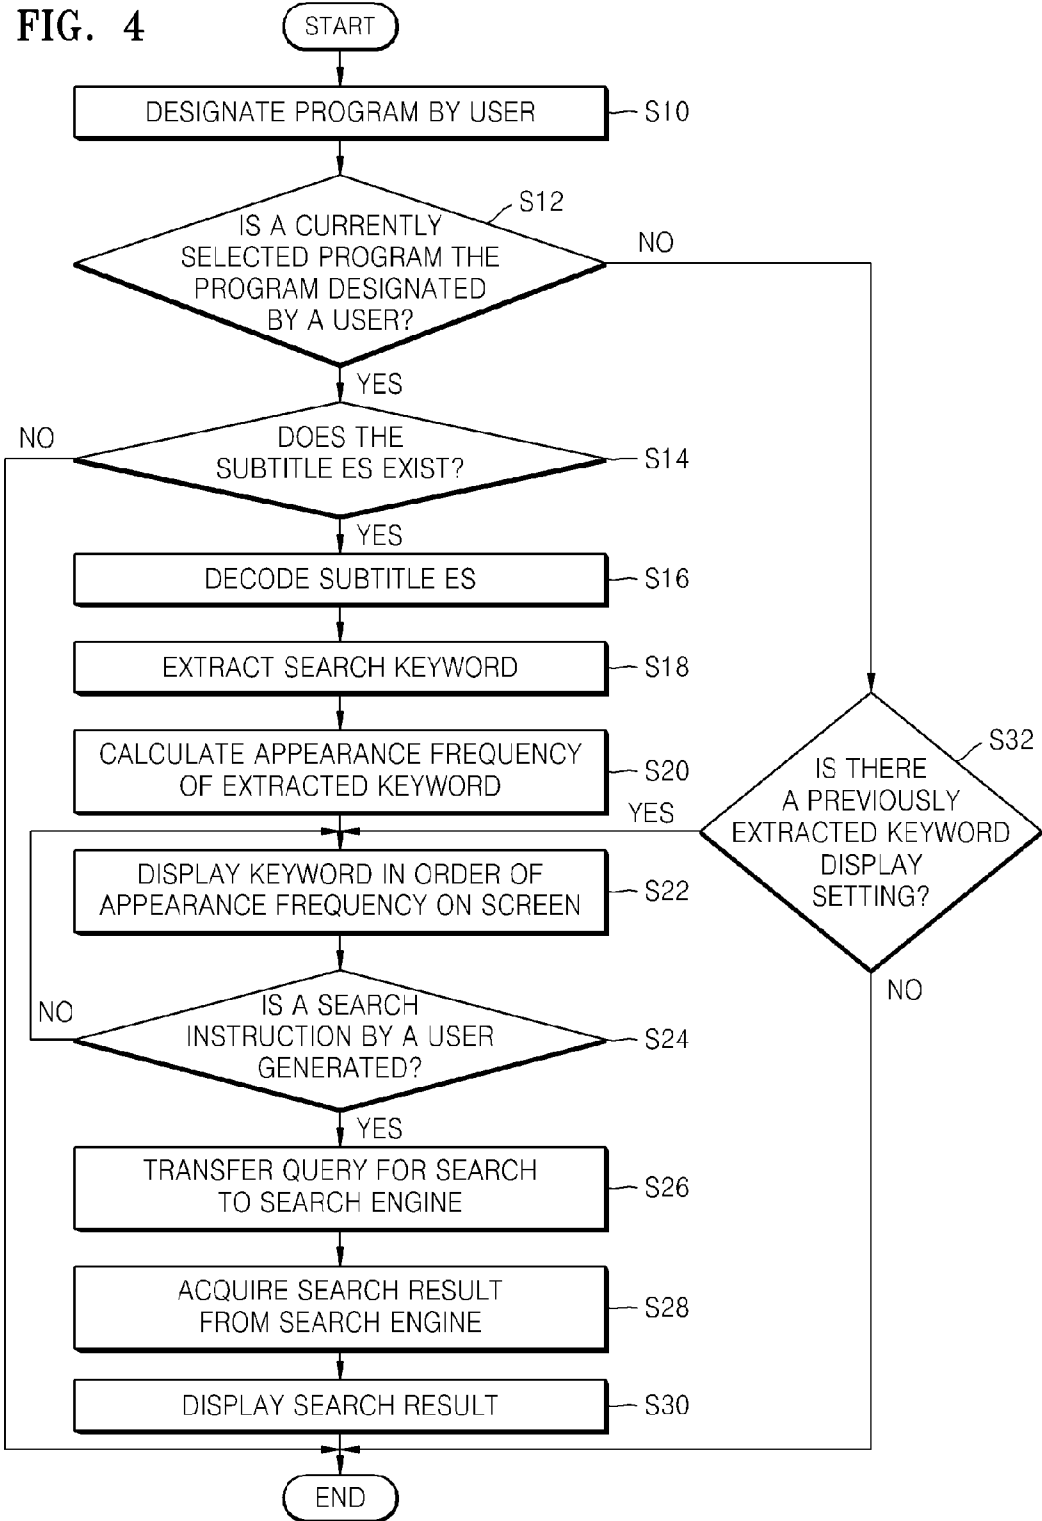 FIG. 4
START
DESIGNATE PROGRAM BY USER
S10
S12
IS A CURRENTLY
SELECTED PROGRAM THE
PROGRAM DESIGNATED
BY A USER?
NO
YES
NO
DOES THE
SUBTITLE ES EXIST?
S14
YES
DECODE SUBTITLE ES
S16
EXTRACT SEARCH KEYWORD
S18
CALCULATE APPEARANCE FREQUENCY
OF EXTRACTED KEYWORD
S20
S32
IS THERE
A PREVIOUSLY
EXTRACTED KEYWORD
DISPLAY
SETTING?
YES
NO
DISPLAY KEYWORD IN ORDER OF
APPEARANCE FREQUENCY ON SCREEN
S22
NO
IS A SEARCH
INSTRUCTION BY A USER
GENERATED?
S24
YES
TRANSFER QUERY FOR SEARCH
TO SEARCH ENGINE
S26
ACQUIRE SEARCH RESULT
FROM SEARCH ENGINE
S28
DISPLAY SEARCH RESULT
S30
END